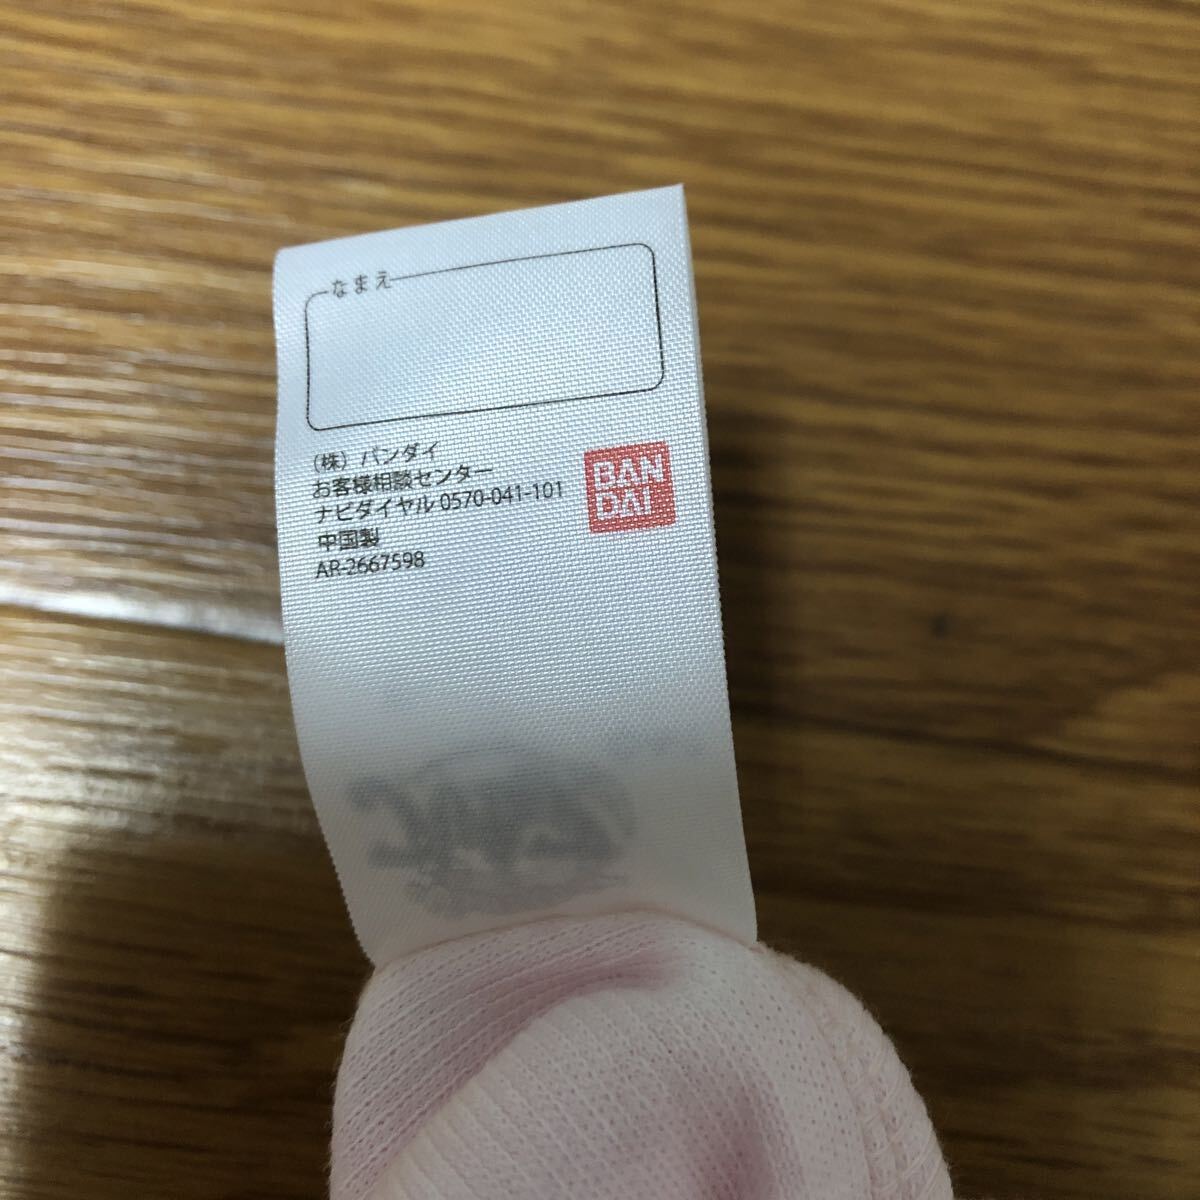 なまえ
（株）バンダイ
お客様相談センター
ナビダイヤル 0570-041-101
中国製
AR-2667598
BAN
DAI